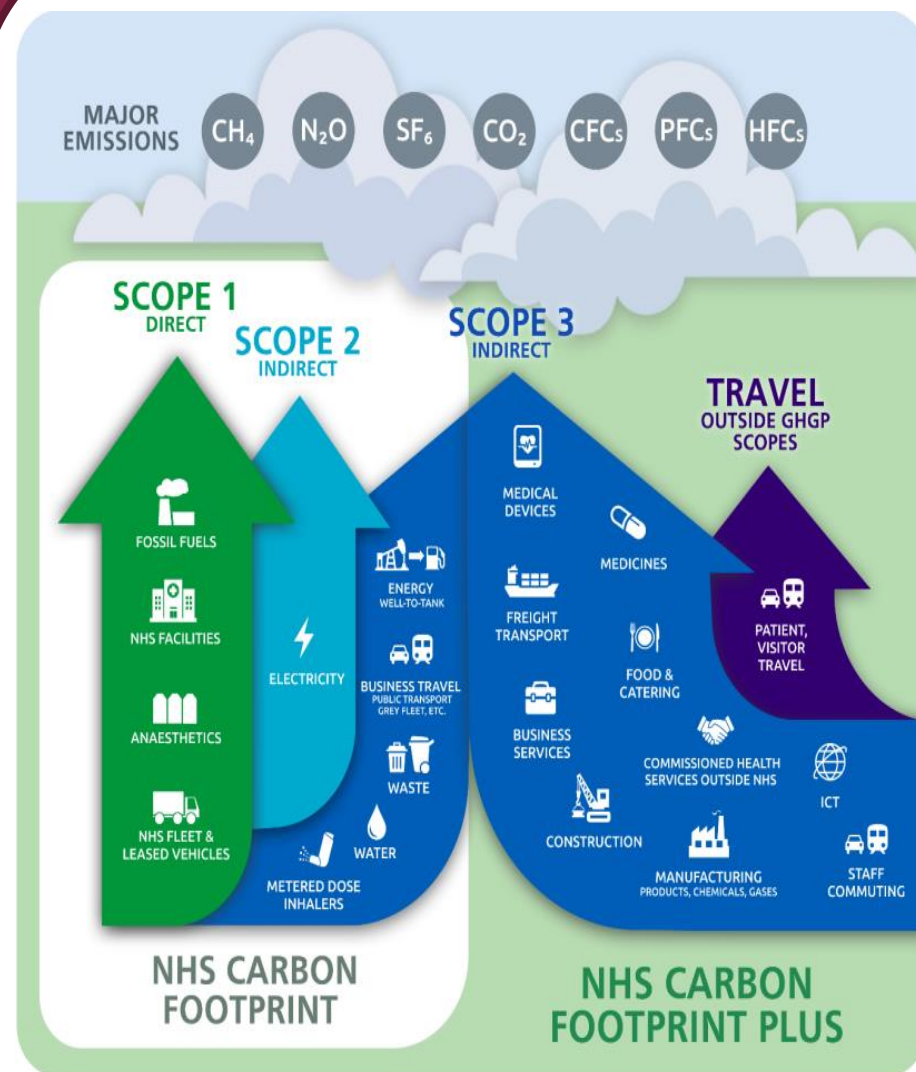 MAJOR
EMISSIONS
CH₄
N₂O
SF₆
CO₂
CFCs
PFCs
HFCs
SCOPE 1
DIRECT
SCOPE 2
INDIRECT
SCOPE 3
INDIRECT
TRAVEL
OUTSIDE GHGP
SCOPES
FOSSIL FUELS
NHS FACILITIES
ANAESTHETICS
NHS FLEET &
LEASED VEHICLES
ELECTRICITY
ENERGY
WELL-TO-TANK
BUSINESS TRAVEL
PUBLIC TRANSPORT
GREY FLEET, ETC.
WASTE
WATER
METERED DOSE
INHALERS
MEDICAL
DEVICES
MEDICINES
FREIGHT
TRANSPORT
FOOD &
CATERING
BUSINESS
SERVICES
COMMISSIONED HEALTH
SERVICES OUTSIDE NHS
CONSTRUCTION
MANUFACTURING
PRODUCTS, CHEMICALS, GASES
ICT
STAFF
COMMUTING
PATIENT,
VISITOR
TRAVEL
NHS CARBON
FOOTPRINT
NHS CARBON
FOOTPRINT PLUS